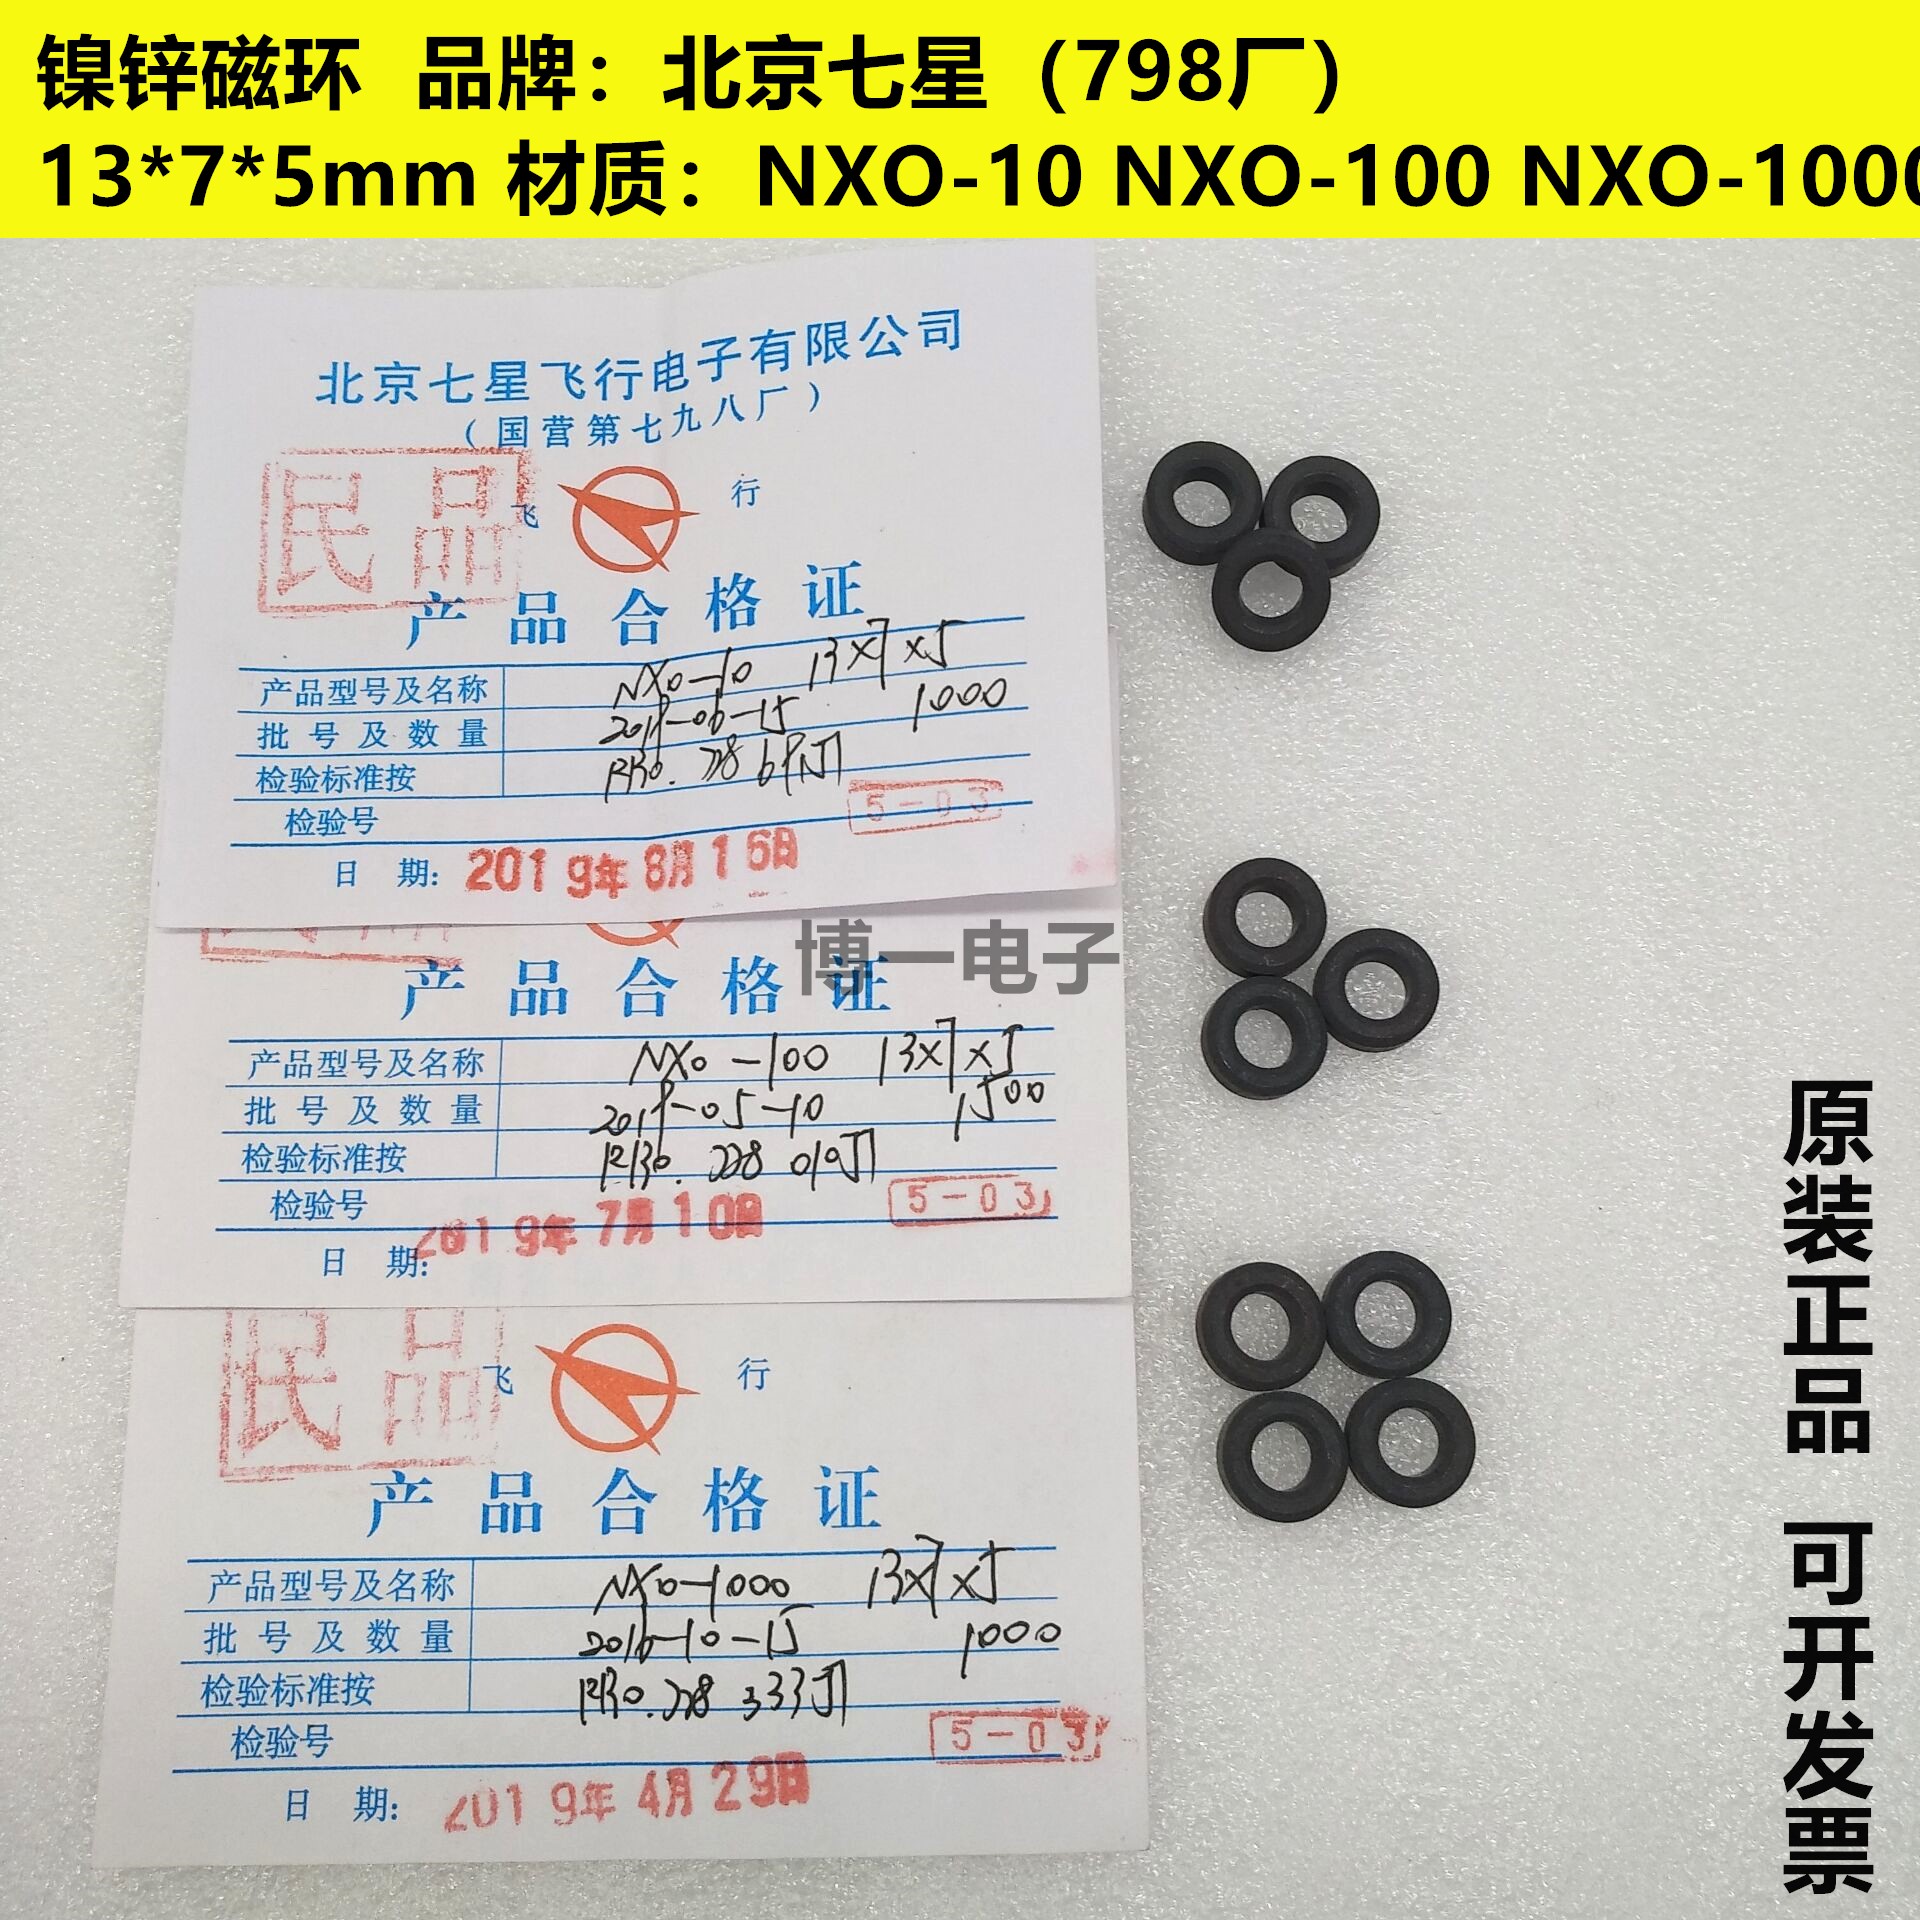 镍锌磁环 品牌：北京七星（798厂）
13*7*5mm 材质：NXO-10 NXO-100 NXO-1000
北京七星飞行电子有限公司
（国营第七九八厂）
民品
飞 行
产品合格证
产品型号及名称 NXO-10 13×7×5
批号及数量 2019-06-15 1000
检验标准按
检验号 5-03
日期: 2019年8月16日
博一电子
产品合格证
产品型号及名称 NXO-100 13×7×5
批号及数量 2019-05-10 1500
检验标准按
检验号 5-03
日期: 2019年7月10日
民品
飞 行
产品合格证
产品型号及名称 NXO-1000 13×7×5
批号及数量 2016-10-15 1000
检验标准按
检验号 5-03
日期: 2019年4月29日
原装正品 可开发票